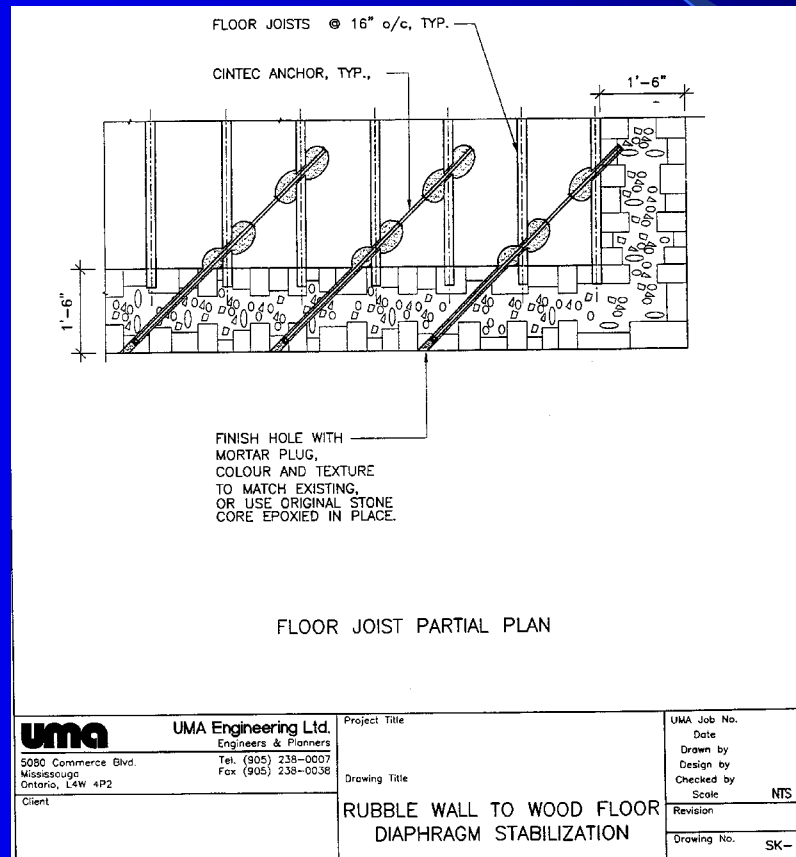 FLOOR JOISTS @ 16" o/c, TYP.
CINTEC ANCHOR, TYP.,
1'-6"
1'-6"
FINISH HOLE WITH
MORTAR PLUG,
COLOUR AND TEXTURE
TO MATCH EXISTING,
OR USE ORIGINAL STONE
CORE EPOXIED IN PLACE.
FLOOR JOIST PARTIAL PLAN
uma
UMA Engineering Ltd.
Engineers & Planners
5080 Commerce Blvd.
Mississauga
Ontario, L4W 4P2
Tel. (905) 238-0007
Fax (905) 238-0038
Client
Project Title
Drawing Title
RUBBLE WALL TO WOOD FLOOR
DIAPHRAGM STABILIZATION
UMA Job No.
Date
Drawn by
Design by
Checked by
Scale NTS
Revision
Drawing No. SK-